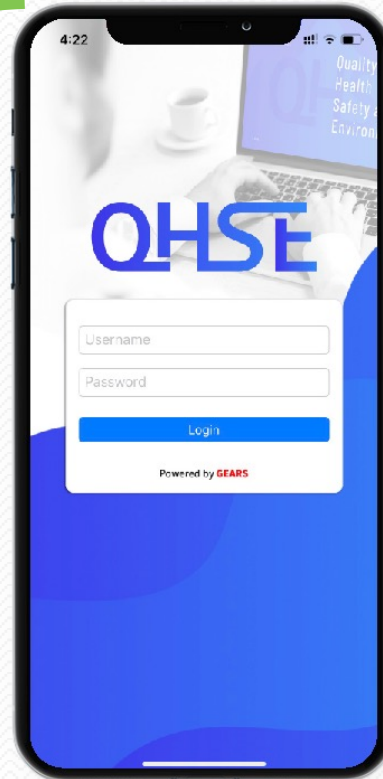 4:22
Quality
Health
Safety a
Environ
QHSE
Username
Password
Login
Powered by GEARS